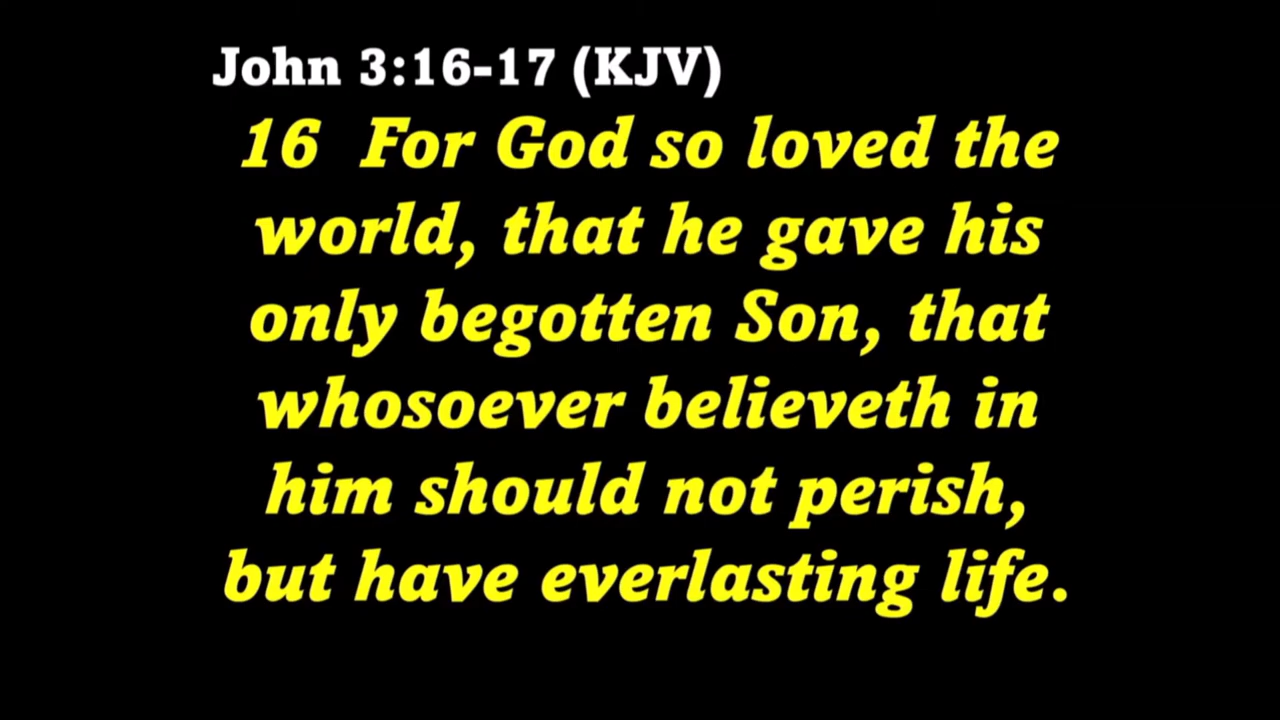 John 3:16-17 (KJV)
16 For God so loved the
world, that he gave his
only begotten Son, that
whosoever believeth in
him should not perish,
but have everlasting life.